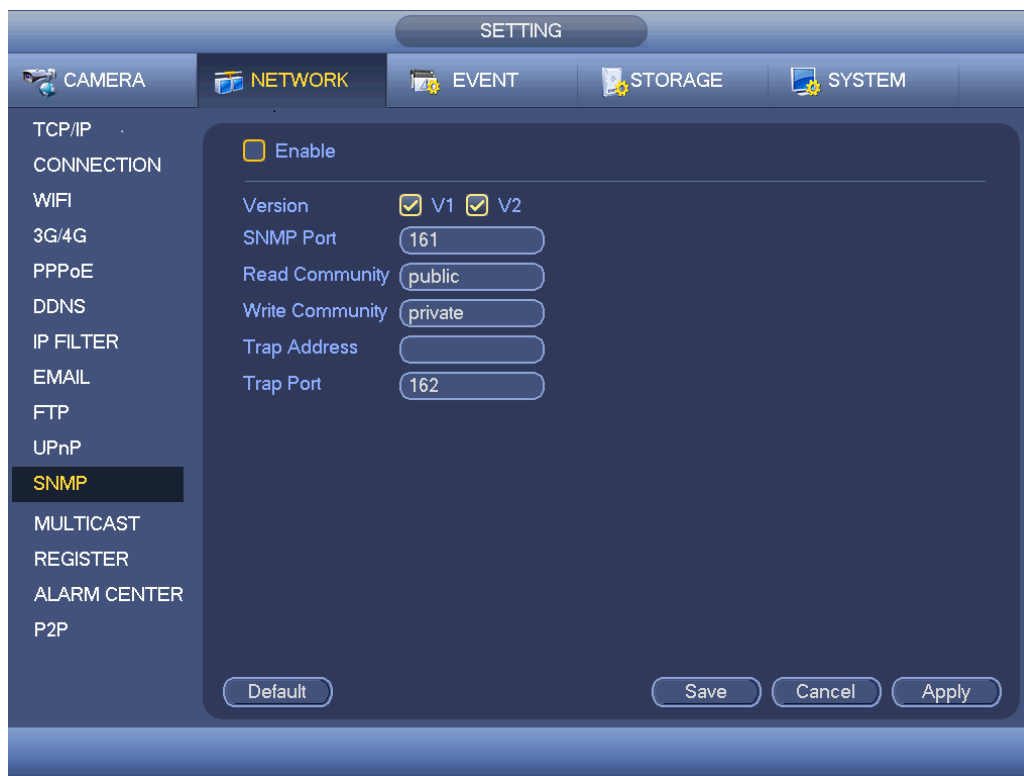 SETTING
CAMERA NETWORK EVENT STORAGE SYSTEM
TCP/IP
CONNECTION
WIFI
3G/4G
PPPoE
DDNS
IP FILTER
EMAIL
FTP
UPnP
SNMP
MULTICAST
REGISTER
ALARM CENTER
P2P
Enable
Version V1 V2
SNMP Port 161
Read Community public
Write Community private
Trap Address
Trap Port 162
Default Save Cancel Apply